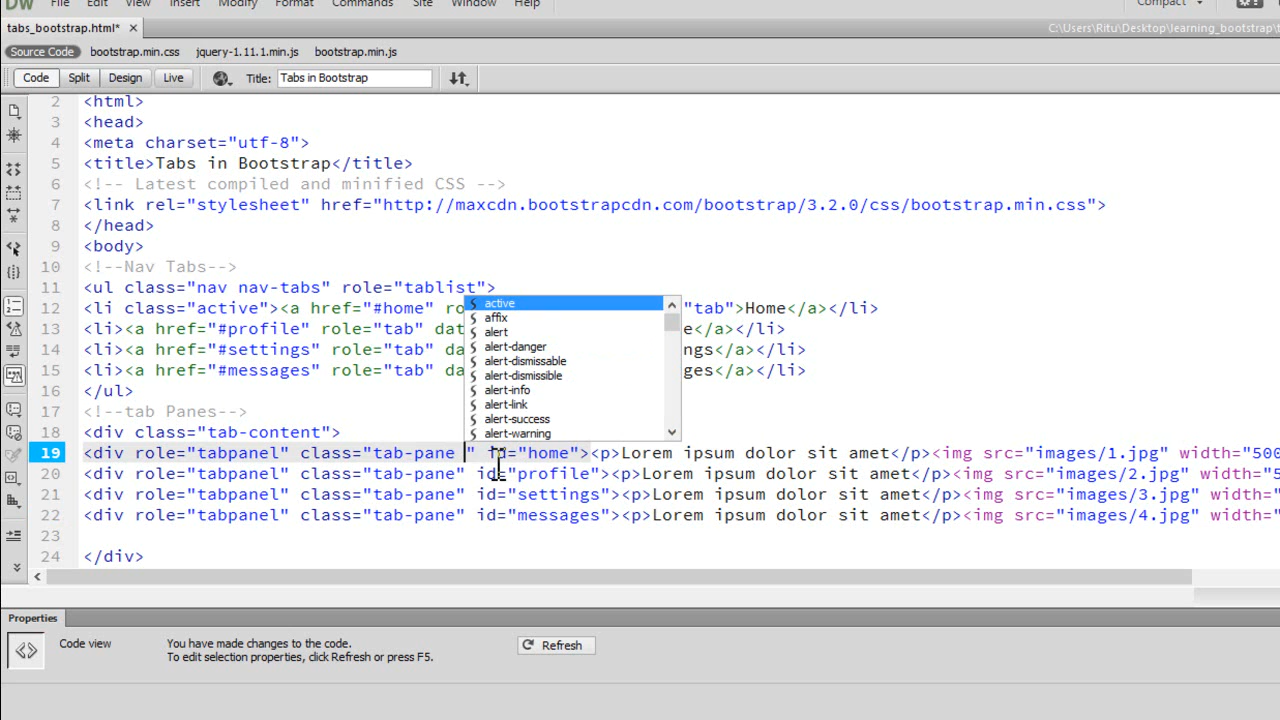 DW File Edit View Insert Modify Format Commands Site Window Help Compact
tabs_bootstrap.html* C:\Users\Ritu\Desktop\learning_bootstrap\
Source Code bootstrap.min.css jquery-1.11.1.min.js bootstrap.min.js
Code Split Design Live Title: Tabs in Bootstrap
2 <html>
3 <head>
4 <meta charset="utf-8">
5 <title>Tabs in Bootstrap</title>
6 <!-- Latest compiled and minified CSS -->
7 <link rel="stylesheet" href="http://maxcdn.bootstrapcdn.com/bootstrap/3.2.0/css/bootstrap.min.css">
8 </head>
9 <body>
10 <!--Nav Tabs-->
11 <ul class="nav nav-tabs" role="tablist">
12 <li class="active"><a href="#home" ro "tab">Home</a></li>
13 <li><a href="#profile" role="tab" dat e</a></li>
14 <li><a href="#settings" role="tab" da ngs</a></li>
15 <li><a href="#messages" role="tab" da ges</a></li>
16 </ul>
17 <!--tab Panes-->
18 <div class="tab-content">
active
affix
alert
alert-danger
alert-dismissable
alert-dismissible
alert-info
alert-link
alert-success
alert-warning
19 <div role="tabpanel" class="tab-pane " id="home"><p>Lorem ipsum dolor sit amet</p><img src="images/1.jpg" width="500
20 <div role="tabpanel" class="tab-pane" id="profile"><p>Lorem ipsum dolor sit amet</p><img src="images/2.jpg" width="5
21 <div role="tabpanel" class="tab-pane" id="settings"><p>Lorem ipsum dolor sit amet</p><img src="images/3.jpg" width="
22 <div role="tabpanel" class="tab-pane" id="messages"><p>Lorem ipsum dolor sit amet</p><img src="images/4.jpg" width="
23
24 </div>
Properties
Code view You have made changes to the code. Refresh
To edit selection properties, click Refresh or press F5.